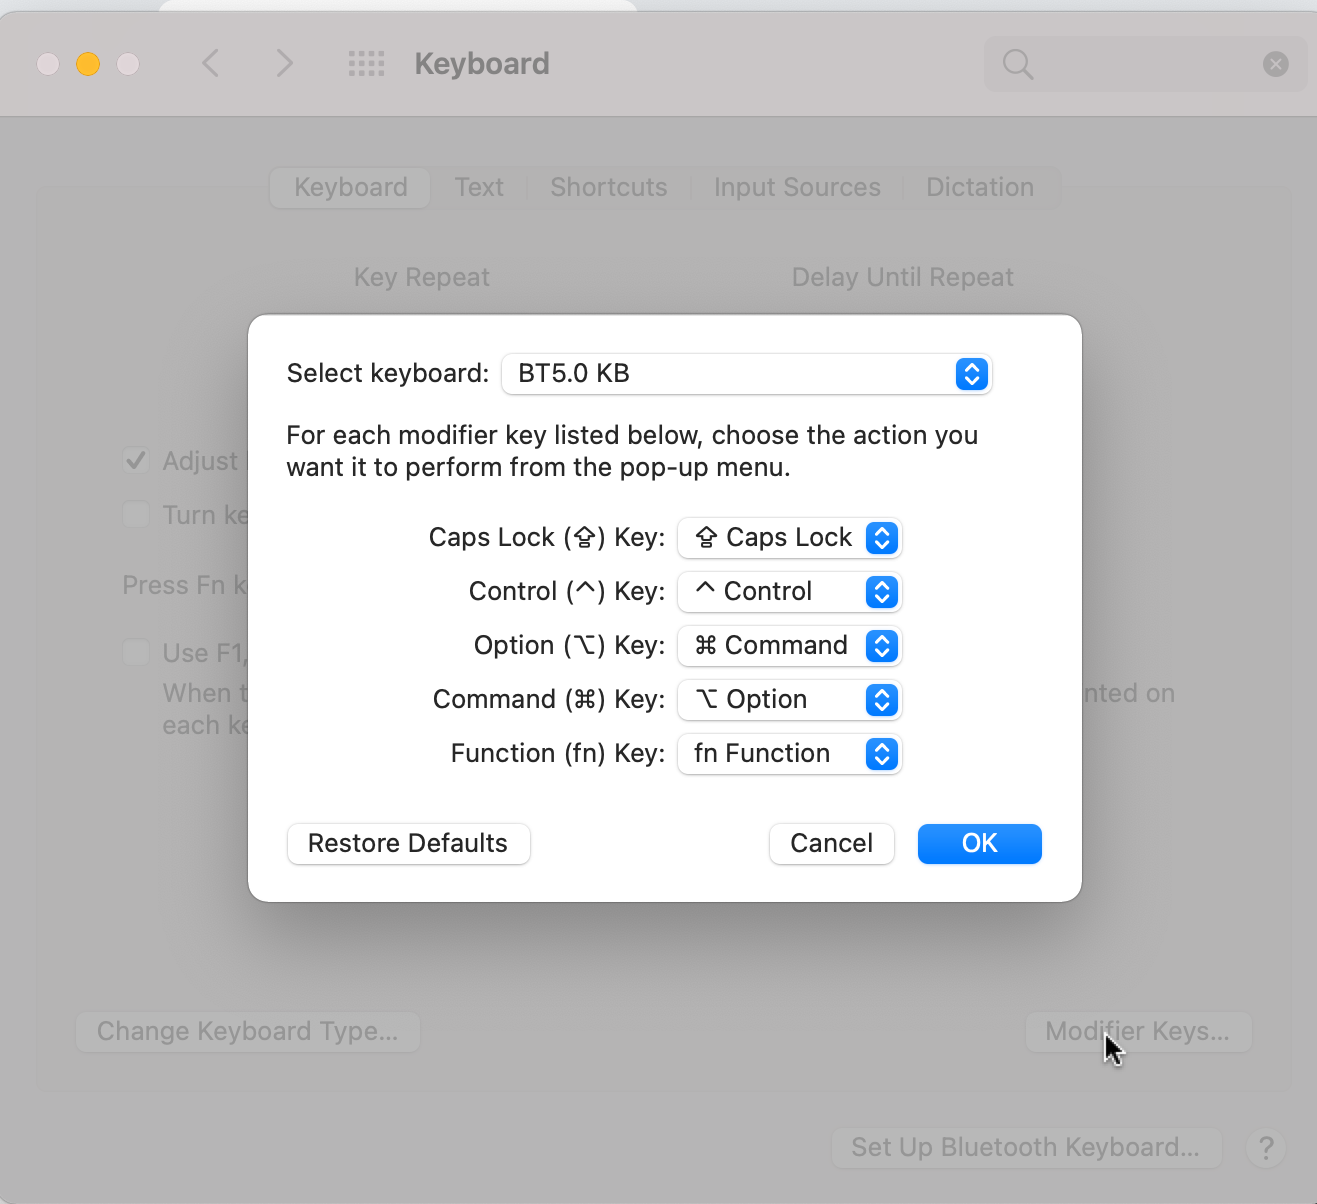 Keyboard
Keyboard Text Shortcuts Input Sources Dictation
Key Repeat Delay Until Repeat
Select keyboard: BT5.0 KB
For each modifier key listed below, choose the action you
want it to perform from the pop-up menu.
Adjust
Turn
Press Fn
Use F1,
When
nted on
each
Caps Lock (⇪) Key: ⇪ Caps Lock
Control (^) Key: ^ Control
Option (⌥) Key: ⌘ Command
Command (⌘) Key: ⌥ Option
Function (fn) Key: fn Function
Restore Defaults Cancel OK
Change Keyboard Type... Modifier Keys...
Set Up Bluetooth Keyboard... ?